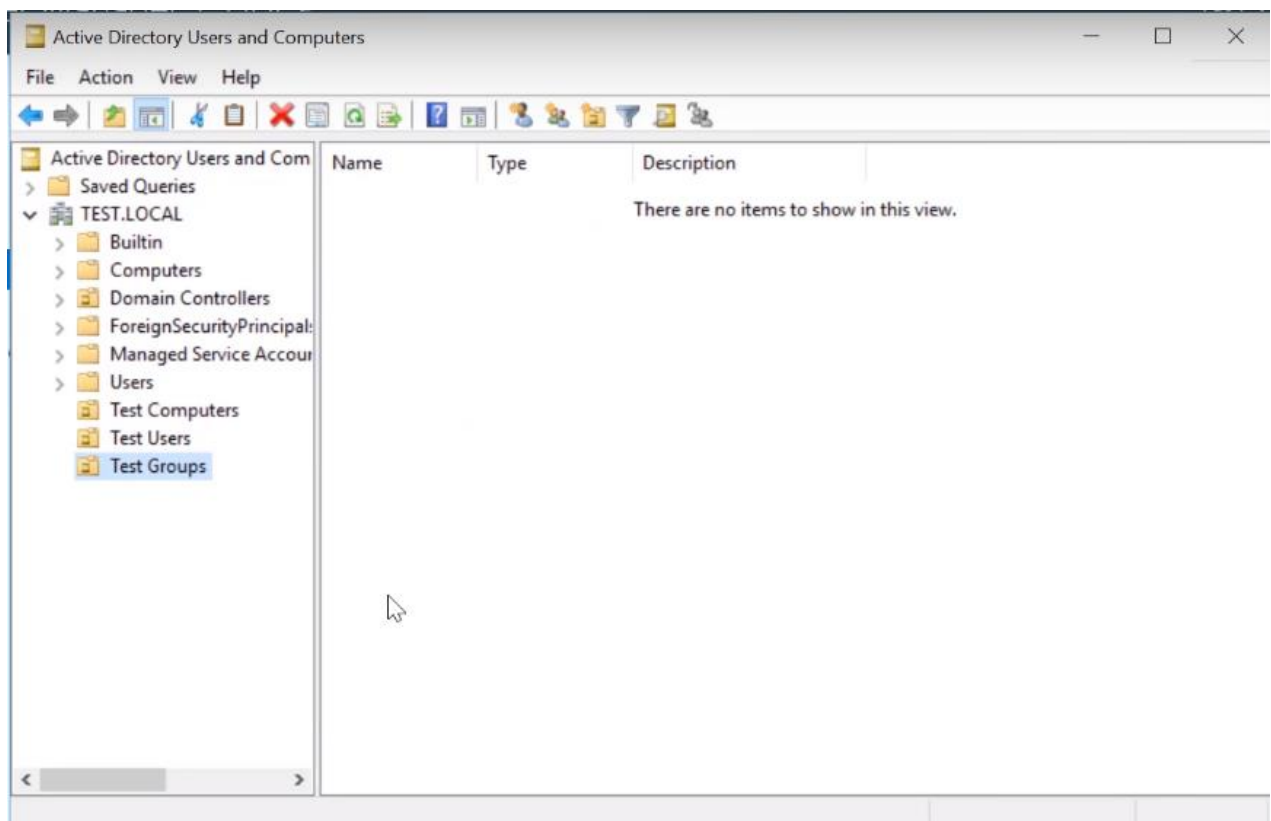 Active Directory Users and Computers
File Action View Help
Active Directory Users and Com
Saved Queries
TEST.LOCAL
Builtin
Computers
Domain Controllers
ForeignSecurityPrincipals
Managed Service Accour
Users
Test Computers
Test Users
Test Groups
Name Type Description
There are no items to show in this view.